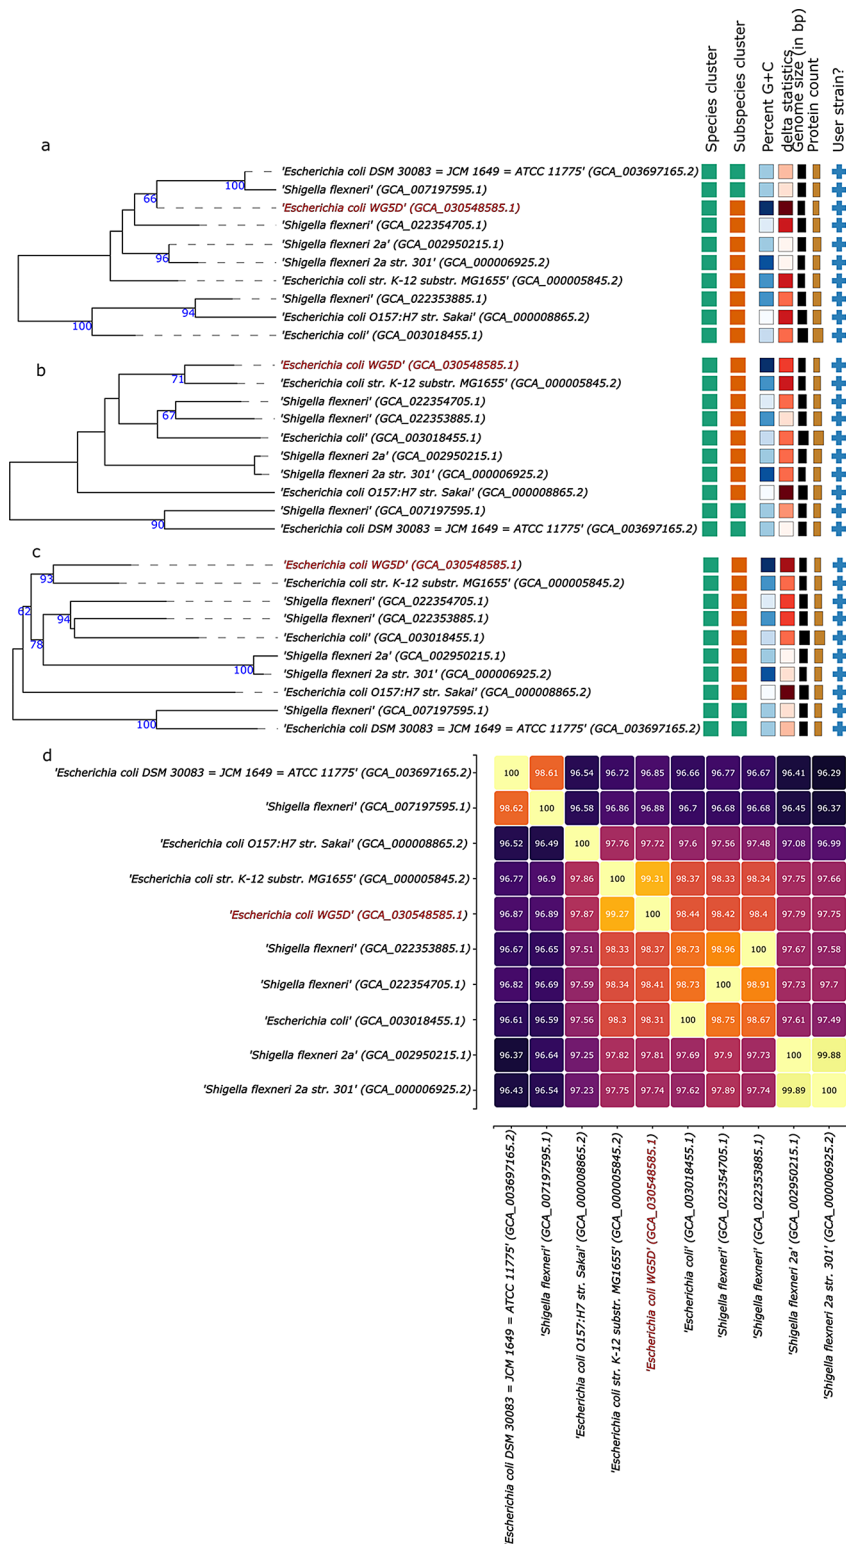 Species cluster
Subspecies cluster
Percent G+C
delta statistics
Genome size (in bp)
Protein count
User strain?
a
'Escherichia coli DSM 30083 = JCM 1649 = ATCC 11775' (GCA_003697165.2)
100
'Shigella flexneri' (GCA_007197595.1)
66
'Escherichia coli WG5D' (GCA_030548585.1)
'Shigella flexneri' (GCA_022354705.1)
'Shigella flexneri 2a' (GCA_002950215.1)
96
'Shigella flexneri 2a str. 301' (GCA_000006925.2)
'Escherichia coli str. K-12 substr. MG1655' (GCA_000005845.2)
'Shigella flexneri' (GCA_022353885.1)
94
'Escherichia coli O157:H7 str. Sakai' (GCA_000008865.2)
100
'Escherichia coli' (GCA_003018455.1)
b
'Escherichia coli WG5D' (GCA_030548585.1)
71
'Escherichia coli str. K-12 substr. MG1655' (GCA_000005845.2)
'Shigella flexneri' (GCA_022354705.1)
67
'Shigella flexneri' (GCA_022353885.1)
'Escherichia coli' (GCA_003018455.1)
'Shigella flexneri 2a' (GCA_002950215.1)
'Shigella flexneri 2a str. 301' (GCA_000006925.2)
'Escherichia coli O157:H7 str. Sakai' (GCA_000008865.2)
'Shigella flexneri' (GCA_007197595.1)
90
'Escherichia coli DSM 30083 = JCM 1649 = ATCC 11775' (GCA_003697165.2)
c
'Escherichia coli WG5D' (GCA_030548585.1)
93
'Escherichia coli str. K-12 substr. MG1655' (GCA_000005845.2)
'Shigella flexneri' (GCA_022354705.1)
62
94
'Shigella flexneri' (GCA_022353885.1)
'Escherichia coli' (GCA_003018455.1)
78
'Shigella flexneri 2a' (GCA_002950215.1)
100
'Shigella flexneri 2a str. 301' (GCA_000006925.2)
'Escherichia coli O157:H7 str. Sakai' (GCA_000008865.2)
'Shigella flexneri' (GCA_007197595.1)
100
'Escherichia coli DSM 30083 = JCM 1649 = ATCC 11775' (GCA_003697165.2)
d
'Escherichia coli DSM 30083 = JCM 1649 = ATCC 11775' (GCA_003697165.2) 100 98.61 96.54 96.72 96.85 96.66 96.77 96.67 96.41 96.29
'Shigella flexneri' (GCA_007197595.1) 98.62 100 96.58 96.86 96.88 96.7 96.68 96.68 96.45 96.37
'Escherichia coli O157:H7 str. Sakai' (GCA_000008865.2) 96.52 96.49 100 97.76 97.72 97.6 97.56 97.48 97.08 96.99
'Escherichia coli str. K-12 substr. MG1655' (GCA_000005845.2) 96.77 96.9 97.86 100 99.31 98.37 98.33 98.34 97.75 97.66
'Escherichia coli WG5D' (GCA_030548585.1) 96.87 96.89 97.87 99.27 100 98.44 98.42 98.4 97.79 97.75
'Shigella flexneri' (GCA_022353885.1) 96.67 96.65 97.51 98.33 98.37 98.73 98.96 100 97.67 97.58
'Shigella flexneri' (GCA_022354705.1) 96.82 96.69 97.59 98.34 98.41 98.73 100 98.91 97.73 97.7
'Escherichia coli' (GCA_003018455.1) 96.61 96.59 97.56 98.3 98.31 100 98.75 98.67 97.61 97.49
'Shigella flexneri 2a' (GCA_002950215.1) 96.37 96.64 97.25 97.82 97.81 97.69 97.9 97.73 100 99.88
'Shigella flexneri 2a str. 301' (GCA_000006925.2) 96.43 96.54 97.23 97.75 97.74 97.62 97.89 97.74 99.89 100
'Escherichia coli DSM 30083 = JCM 1649 = ATCC 11775' (GCA_003697165.2)
'Shigella flexneri' (GCA_007197595.1)
'Escherichia coli O157:H7 str. Sakai' (GCA_000008865.2)
'Escherichia coli str. K-12 substr. MG1655' (GCA_000005845.2)
'Escherichia coli WG5D' (GCA_030548585.1)
'Escherichia coli' (GCA_003018455.1)
'Shigella flexneri' (GCA_022354705.1)
'Shigella flexneri' (GCA_022353885.1)
'Shigella flexneri 2a' (GCA_002950215.1)
'Shigella flexneri 2a str. 301' (GCA_000006925.2)